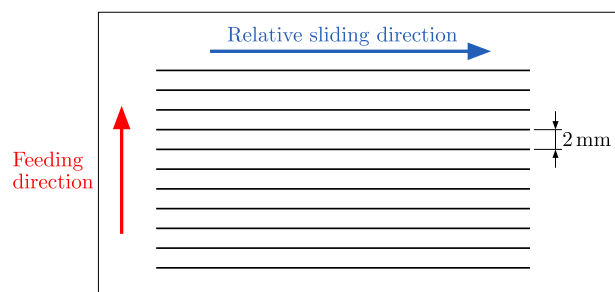 Relative sliding direction
2 mm
Feeding
direction